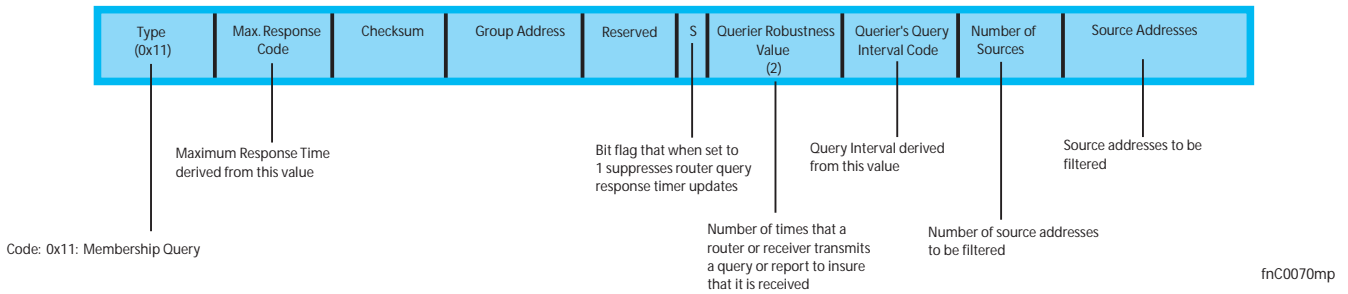 Type
(0x11)
Max. Response
Code
Checksum
Group Address
Reserved
S
Querier Robustness
Value
(2)
Querier's Query
Interval Code
Number of
Sources
Source Addresses
Maximum Response Time
derived from this value
Bit flag that when set to
1 suppresses router query
response timer updates
Query Interval derived
from this value
Source addresses to be
filtered
Code: 0x11: Membership Query
Number of times that a
router or receiver transmits
a query or report to insure
that it is received
Number of source addresses
to be filtered
fnC0070mp